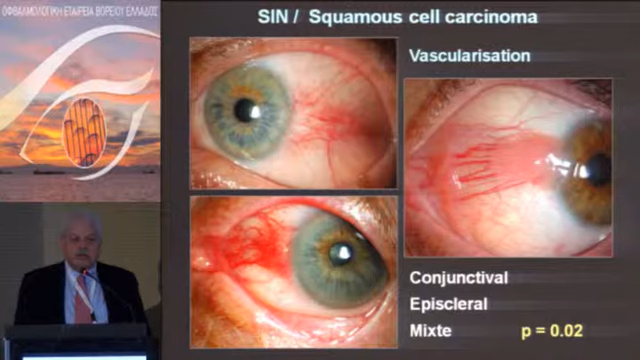 ΟΦΘΑΛΜΟΛΟΓΙΚΗ ΕΤΑΙΡΕΙΑ ΒΟΡΕΙΟΥ ΕΛΛΑΔΟΣ
SIN / Squamous cell carcinoma
Vascularisation
Conjunctival
Episcleral
Mixte p = 0.02